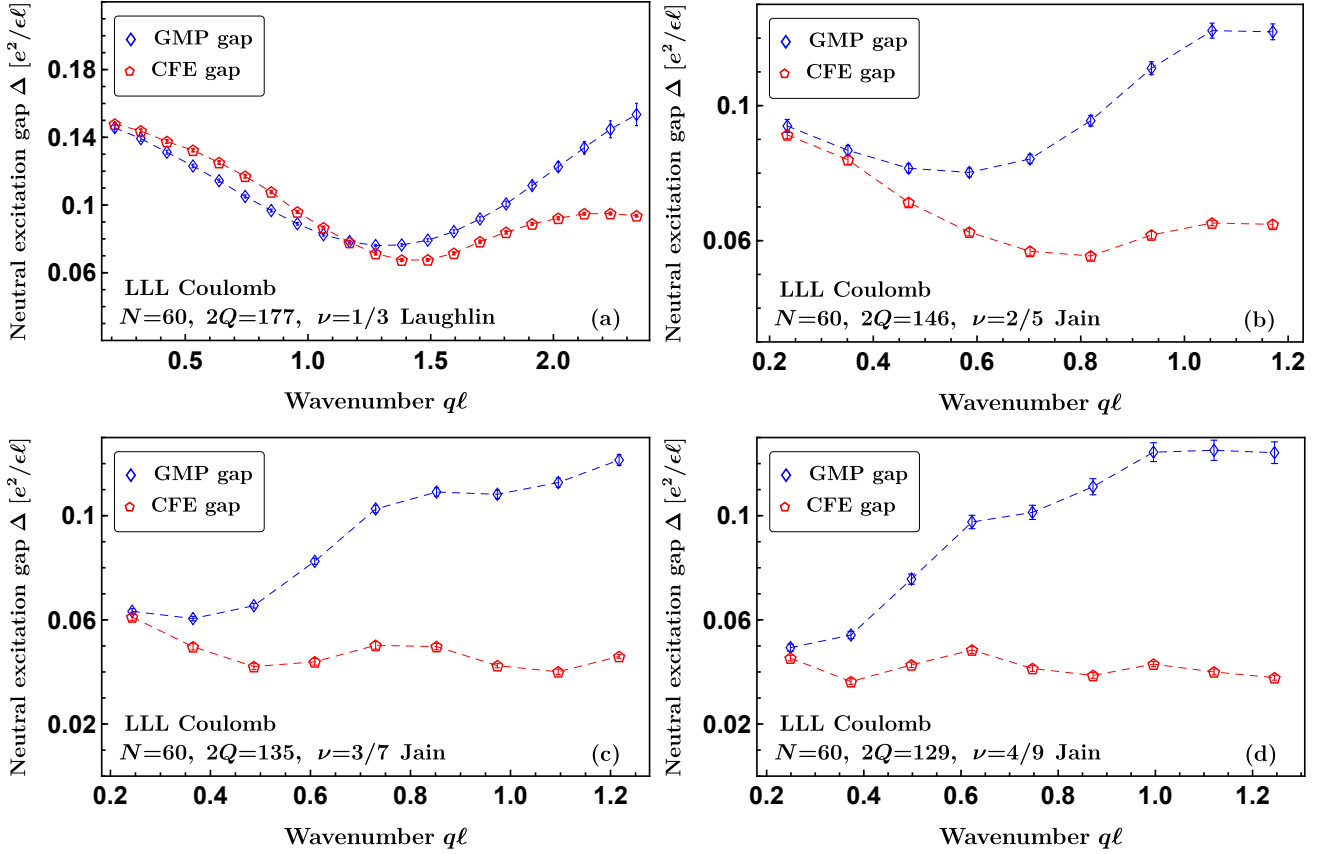 Neutral excitation gap Δ [e²/ϵℓ]
GMP gap
CFE gap
0.18
0.14
0.1
0.06
LLL Coulomb
N=60, 2Q=177, ν=1/3 Laughlin
(a)
0.5
1.0
1.5
2.0
Wavenumber qℓ
Neutral excitation gap Δ [e²/ϵℓ]
GMP gap
CFE gap
0.1
0.06
LLL Coulomb
N=60, 2Q=146, ν=2/5 Jain
(b)
0.2
0.4
0.6
0.8
1.0
1.2
Wavenumber qℓ
Neutral excitation gap Δ [e²/ϵℓ]
GMP gap
CFE gap
0.1
0.06
0.02
LLL Coulomb
N=60, 2Q=135, ν=3/7 Jain
(c)
0.2
0.4
0.6
0.8
1.0
1.2
Wavenumber qℓ
Neutral excitation gap Δ [e²/ϵℓ]
GMP gap
CFE gap
0.1
0.06
0.02
LLL Coulomb
N=60, 2Q=129, ν=4/9 Jain
(d)
0.2
0.4
0.6
0.8
1.0
1.2
Wavenumber qℓ